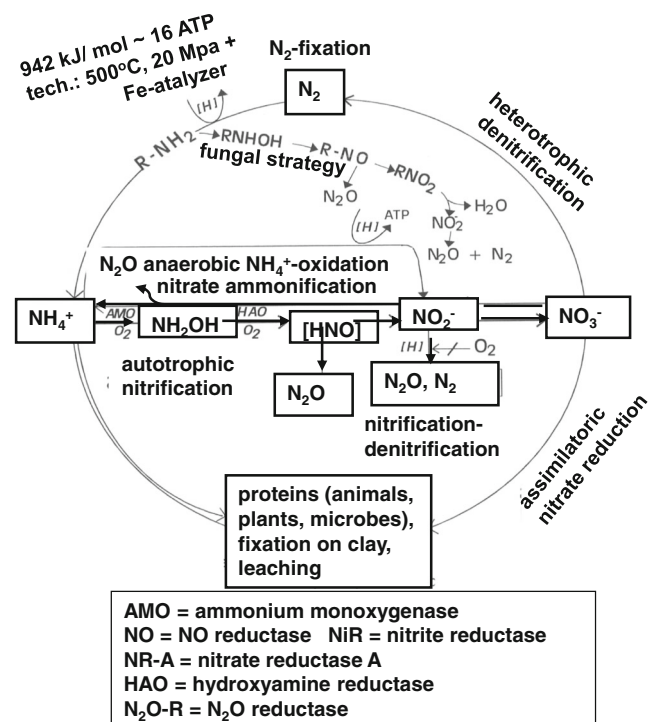 942 kJ/ mol ~ 16 ATP
tech.: 500°C, 20 Mpa +
Fe-atalyzer
N₂-fixation
N₂
[H]
heterotrophic
denitrification
R-NH₂
RNHOH
R-NO
RNO₂
fungal strategy
N₂O
[H]
ATP
H₂O
NO₂⁻
N₂O + N₂
N₂O anaerobic NH₄⁺-oxidation
nitrate ammonification
NH₄⁺
AMO
O₂
NH₂OH
HAO
O₂
[HNO]
NO₂⁻
NO₃⁻
autotrophic
nitrification
N₂O
[H]
O₂
N₂O, N₂
nitrification-
denitrification
assimilatoric
nitrate reduction
proteins (animals,
plants, microbes),
fixation on clay,
leaching
AMO = ammonium monoxygenase
NO = NO reductase NiR = nitrite reductase
NR-A = nitrate reductase A
HAO = hydroxyamine reductase
N₂O-R = N₂O reductase